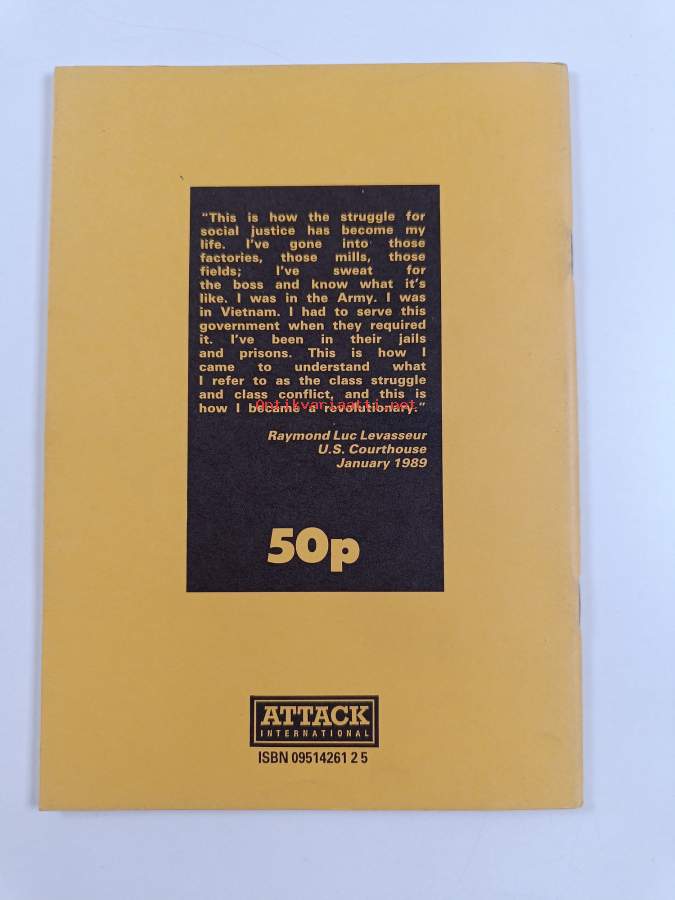 “This is how the struggle for
social justice has become my
life. I've gone into those
factories, those mills, those
fields; I've sweat for
the boss and know what it's
like. I was in the Army. I was
in Vietnam. I had to serve this
government when they required
it. I've been in their jails
and prisons. This is how I
came to understand what
I refer to as the class struggle
and class conflict, and this is
how I became a revolutionary.”
Antikvariaatti.net
Raymond Luc Levasseur
U.S. Courthouse
January 1989
50p
ATTACK
INTERNATIONAL
ISBN 09514261 2 5